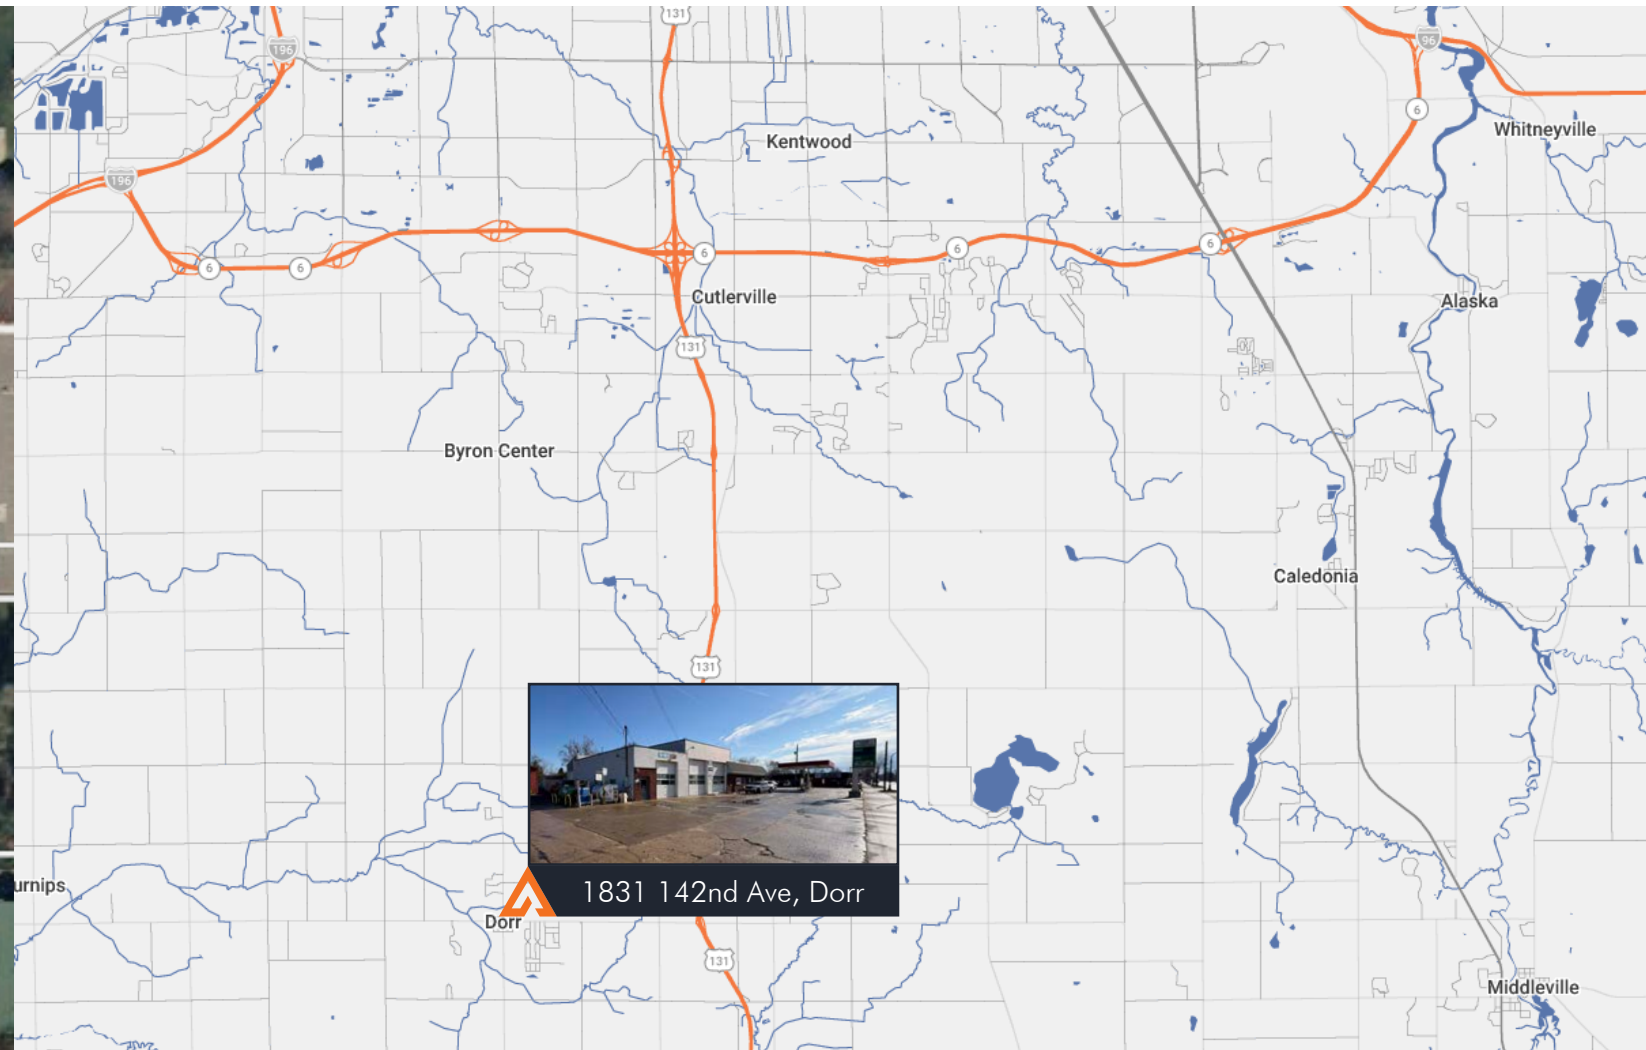 131
196
96
6
Whitneyville
Kentwood
196
6
6
6
6
6
Cutlerville
Alaska
131
Byron Center
Caledonia
River
131
urnips
1831 142nd Ave, Dorr
Dorr
131
Middleville